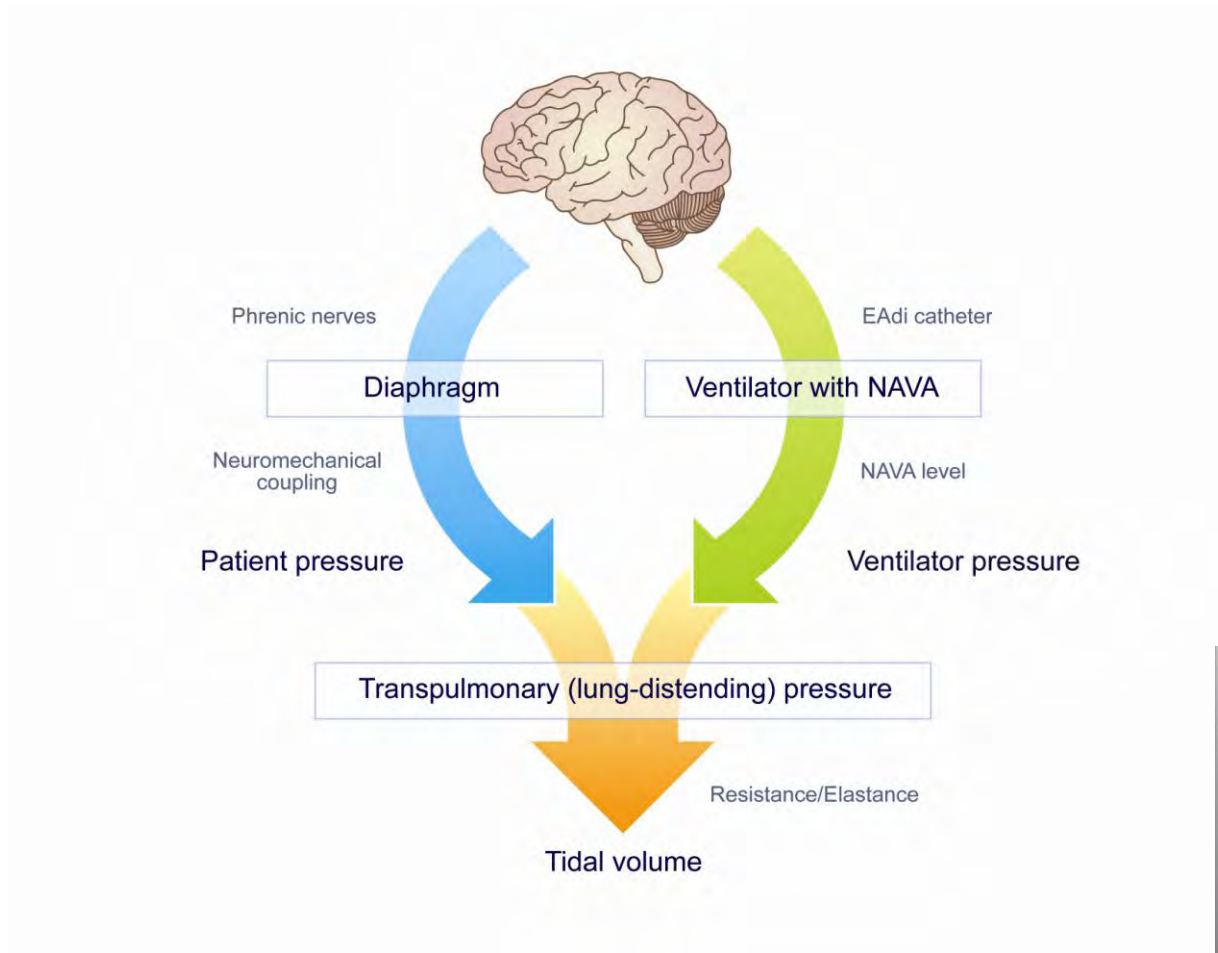 Phrenic nerves
EAdi catheter
Diaphragm
Ventilator with NAVA
Neuromechanical
coupling
NAVA level
Patient pressure
Ventilator pressure
Transpulmonary (lung-distending) pressure
Resistance/Elastance
Tidal volume